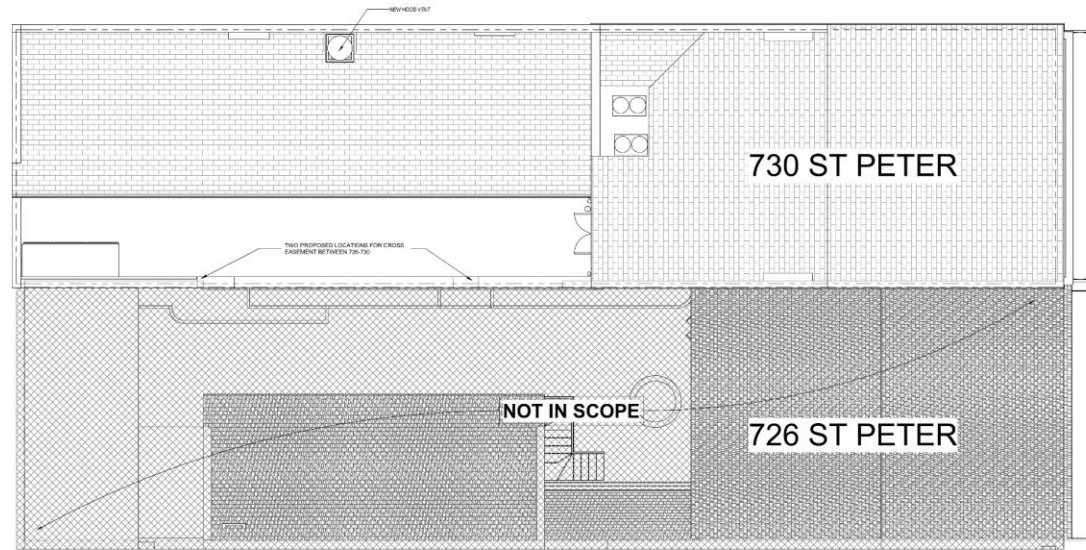 NEW HOOD VENT
730 ST PETER
TWO PROPOSED LOCATIONS FOR CROSS
EASEMENT BETWEEN 726-730
NOT IN SCOPE
726 ST PETER